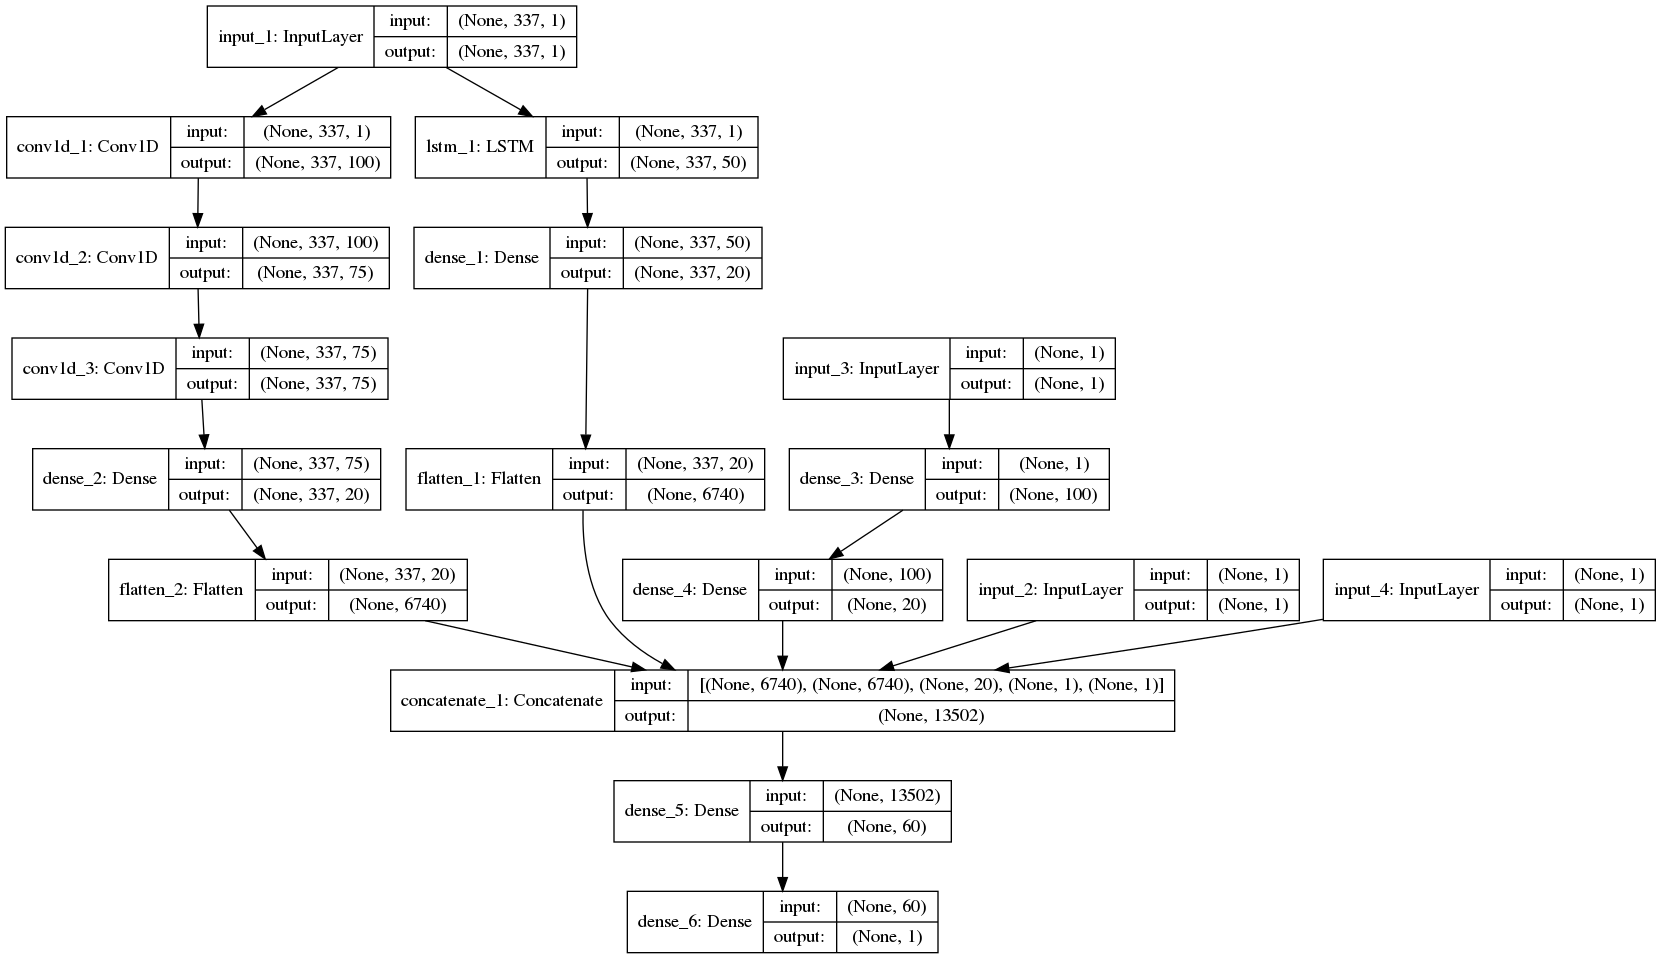 input_1: InputLayer
input: (None, 337, 1)
output: (None, 337, 1)
conv1d_1: Conv1D
input: (None, 337, 1)
output: (None, 337, 100)
lstm_1: LSTM
input: (None, 337, 1)
output: (None, 337, 50)
conv1d_2: Conv1D
input: (None, 337, 100)
output: (None, 337, 75)
dense_1: Dense
input: (None, 337, 50)
output: (None, 337, 20)
conv1d_3: Conv1D
input: (None, 337, 75)
output: (None, 337, 75)
input_3: InputLayer
input: (None, 1)
output: (None, 1)
dense_2: Dense
input: (None, 337, 75)
output: (None, 337, 20)
flatten_1: Flatten
input: (None, 337, 20)
output: (None, 6740)
dense_3: Dense
input: (None, 1)
output: (None, 100)
flatten_2: Flatten
input: (None, 337, 20)
output: (None, 6740)
dense_4: Dense
input: (None, 100)
output: (None, 20)
input_2: InputLayer
input: (None, 1)
output: (None, 1)
input_4: InputLayer
input: (None, 1)
output: (None, 1)
concatenate_1: Concatenate
input: [(None, 6740), (None, 6740), (None, 20), (None, 1), (None, 1)]
output: (None, 13502)
dense_5: Dense
input: (None, 13502)
output: (None, 60)
dense_6: Dense
input: (None, 60)
output: (None, 1)